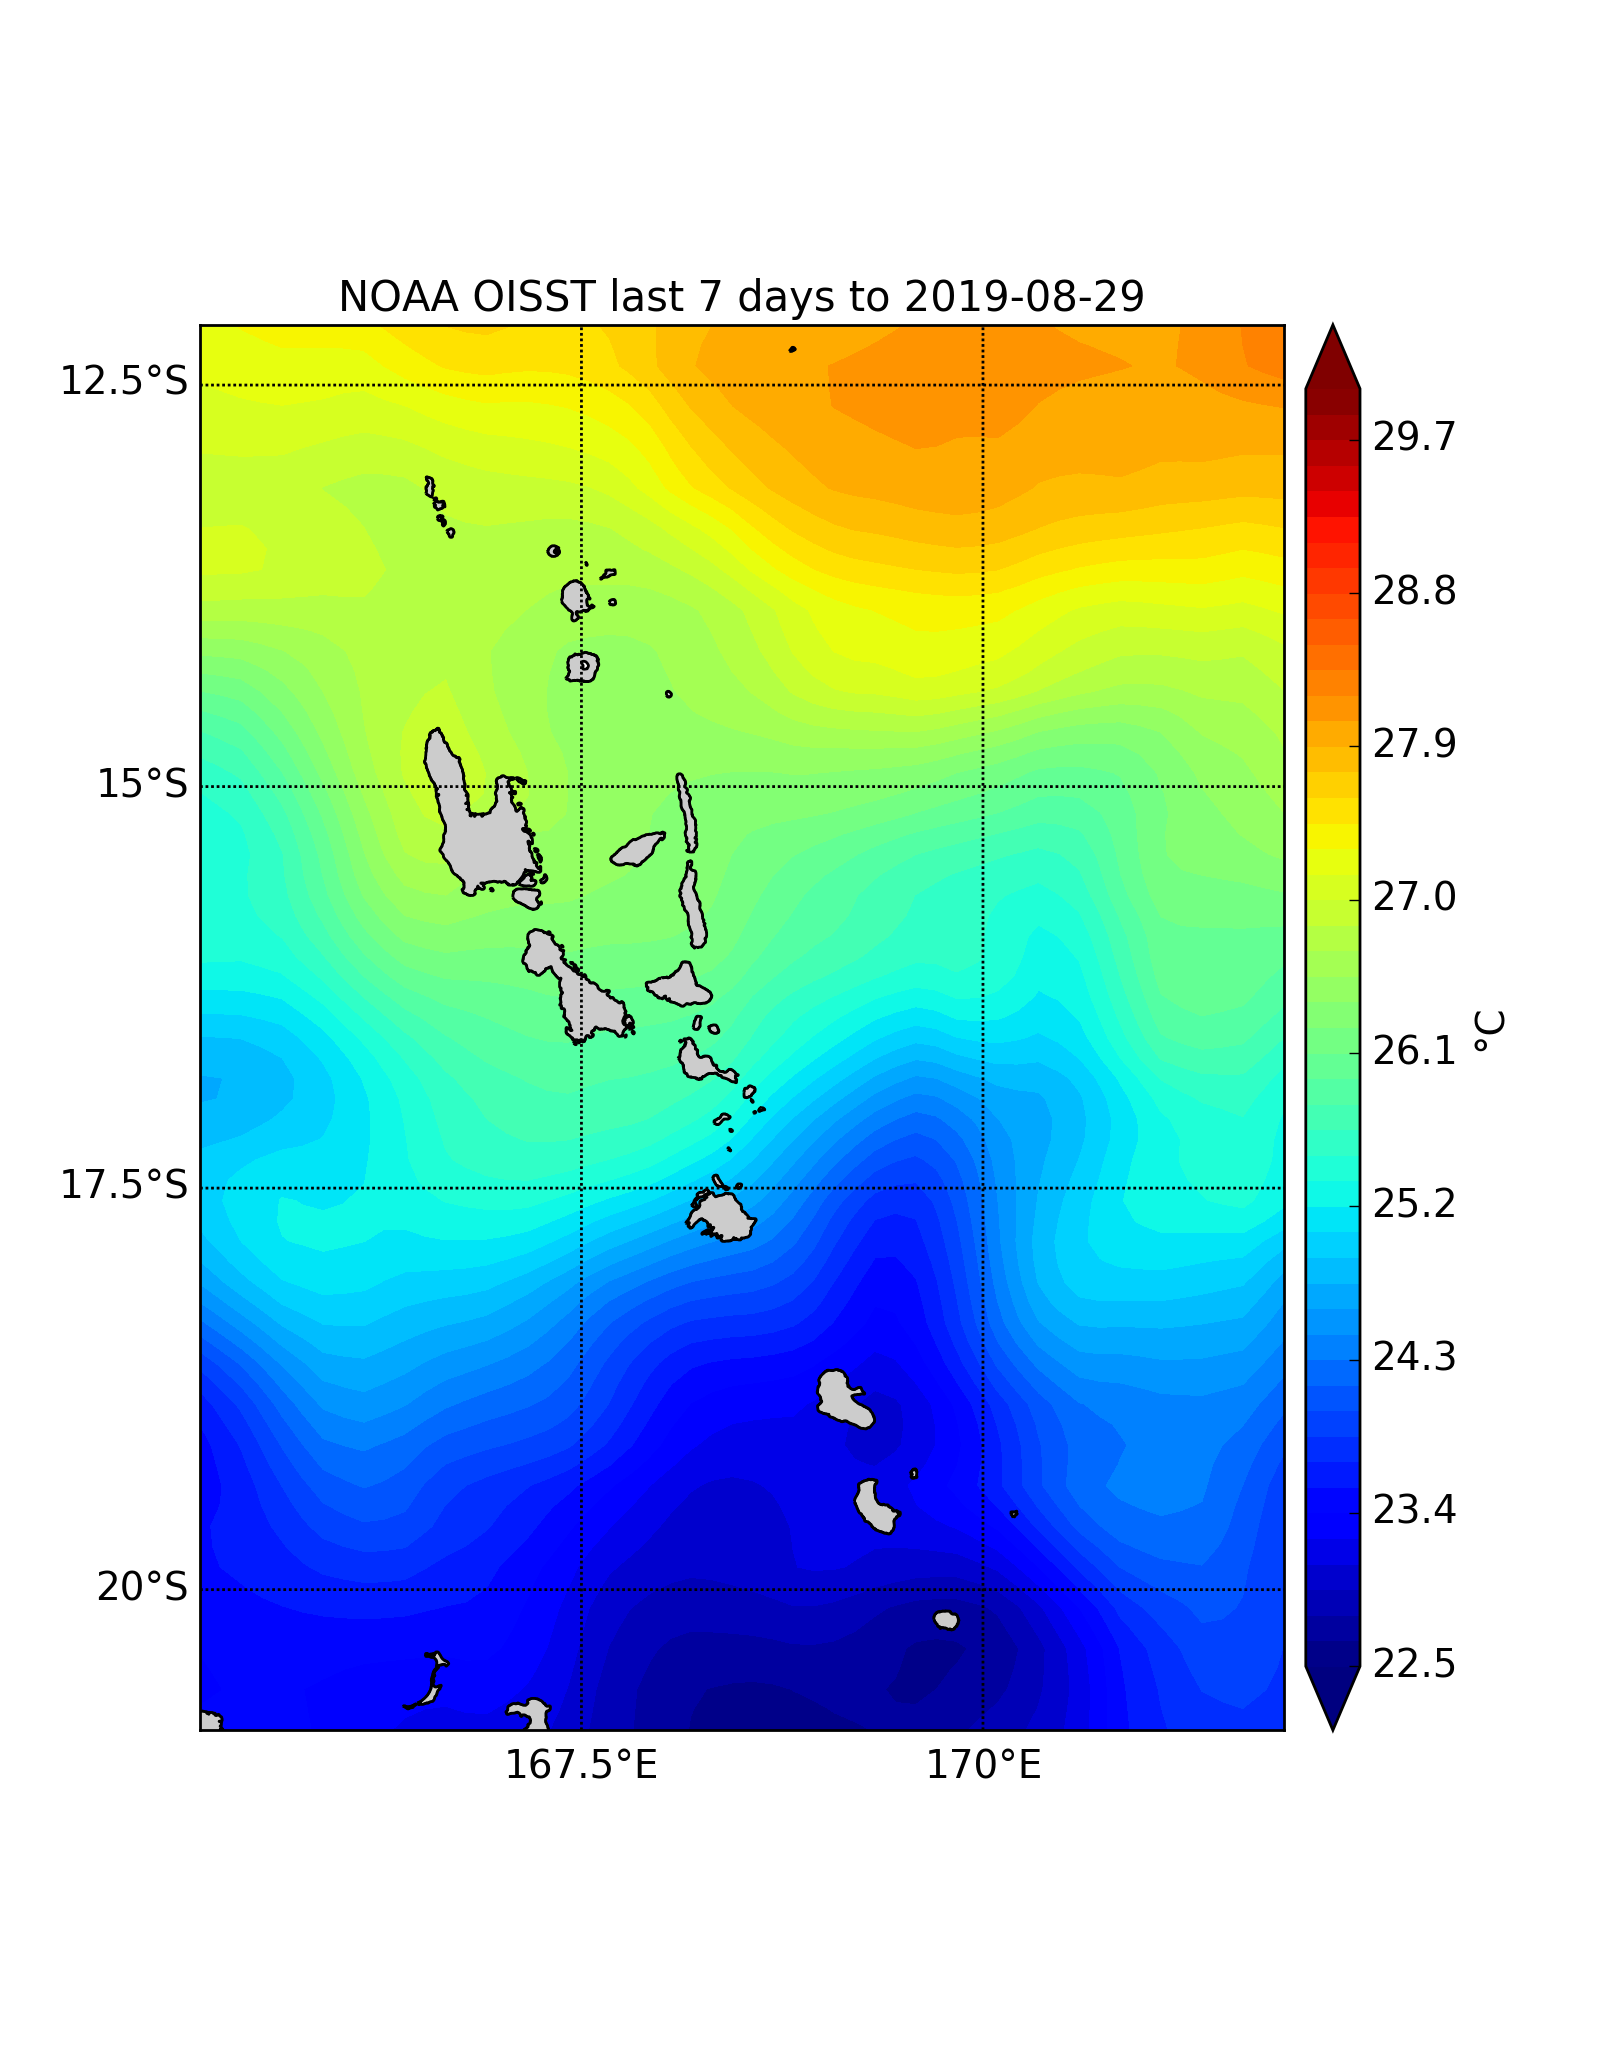 NOAA OISST last 7 days to 2019-08-29
12.5°S
15°S
17.5°S
20°S
167.5°E
170°E
29.7
28.8
27.9
27.0
26.1
25.2
24.3
23.4
22.5
°C